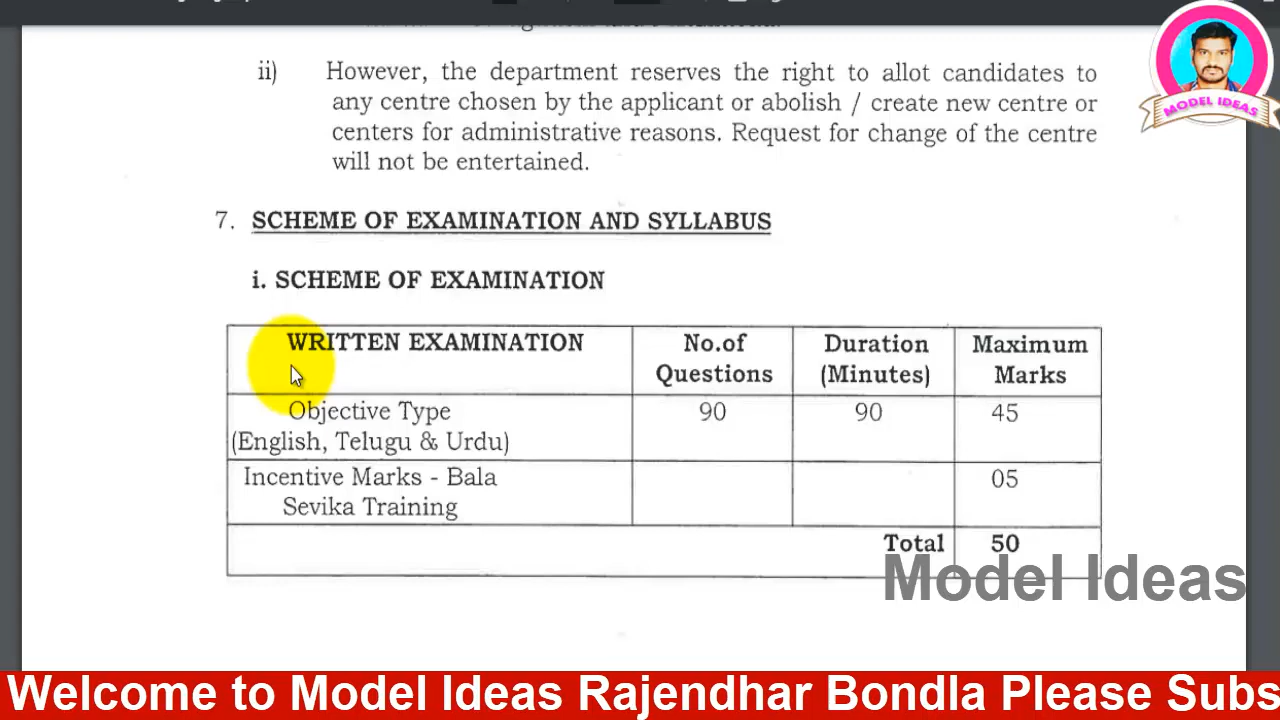 ii) However, the department reserves the right to allot candidates to
any centre chosen by the applicant or abolish / create new centre or
centers for administrative reasons. Request for change of the centre
will not be entertained.
MODEL IDEAS
7. SCHEME OF EXAMINATION AND SYLLABUS
i. SCHEME OF EXAMINATION
WRITTEN EXAMINATION No.of Questions Duration (Minutes) Maximum Marks
Objective Type (English, Telugu & Urdu) 90 90 45
Incentive Marks - Bala Sevika Training 05
Total 50
Model Ideas
Welcome to Model Ideas Rajendhar Bondla Please Subs